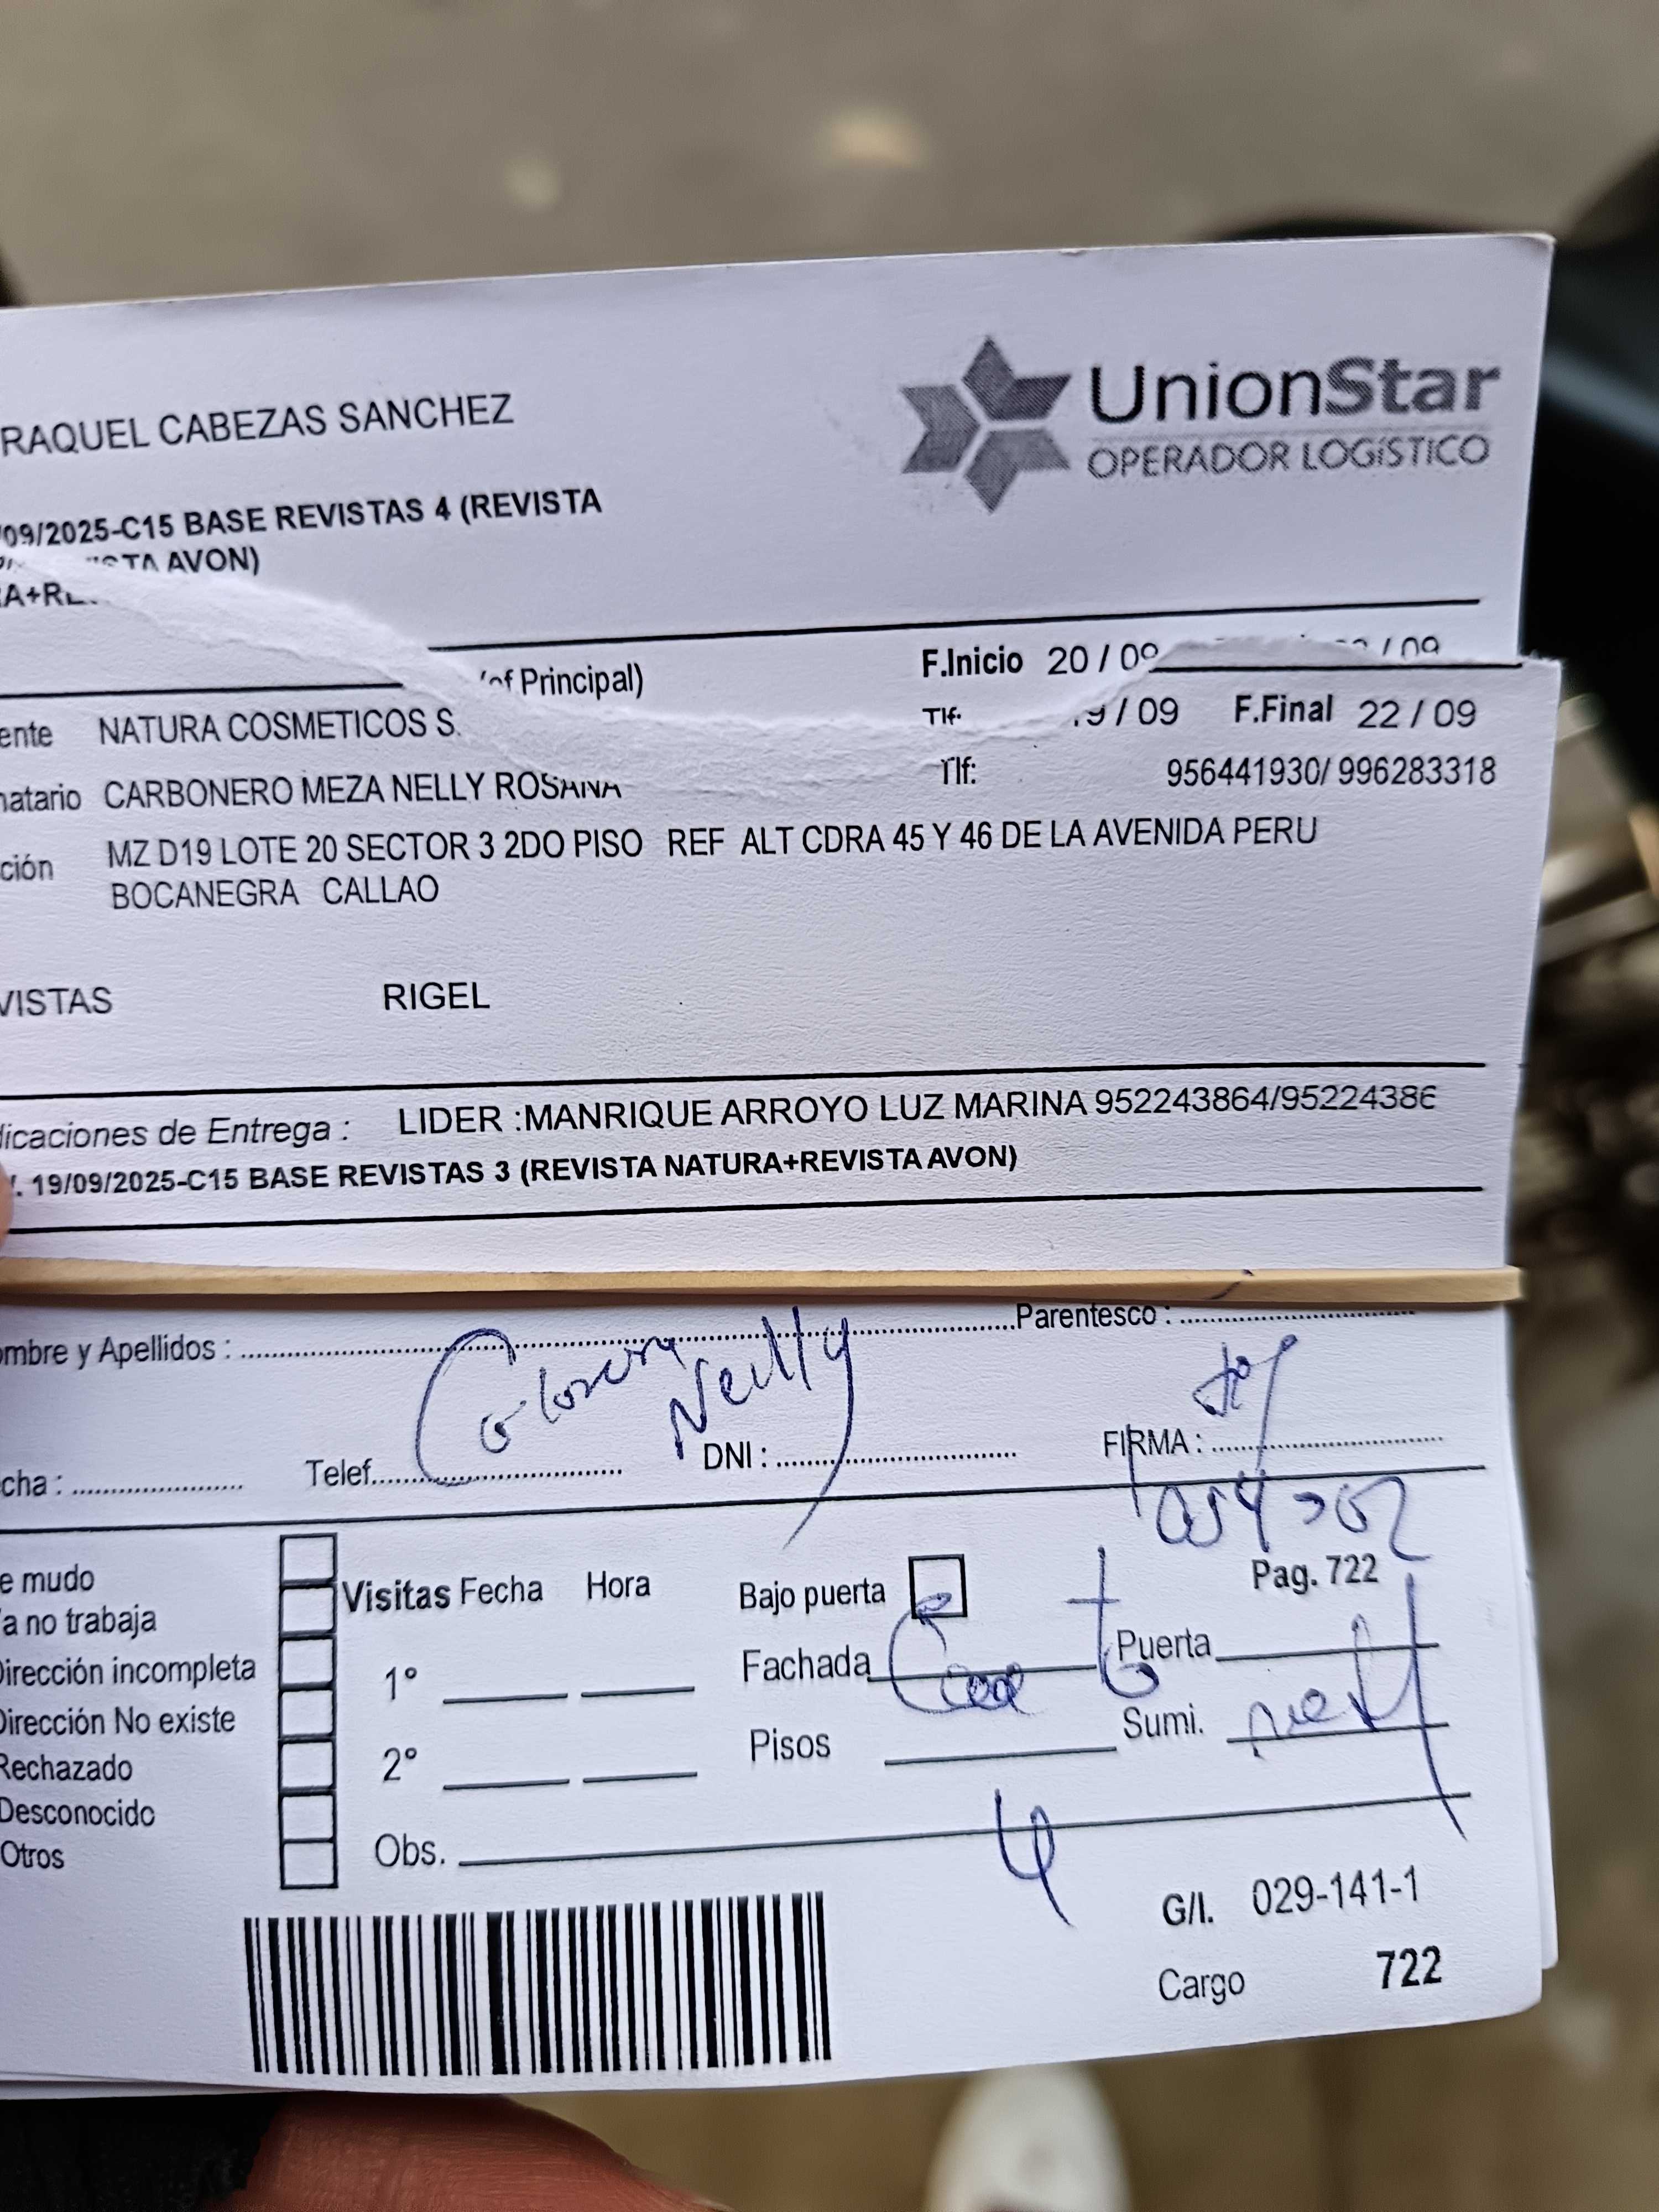 RAQUEL CABEZAS SANCHEZ
UnionStar
OPERADOR LOGíSTICO
09/2025-C15 BASE REVISTAS 4 (REVISTA
AVON)
Principal)
F.Inicio 20 / 09
/ 09
Tlf.
9 / 09 F.Final 22 / 09
ente NATURA COSMETICOS S.
natario CARBONERO MEZA NELLY ROSANA
Tlf: 956441930/ 996283318
ción MZ D19 LOTE 20 SECTOR 3 2DO PISO REF ALT CDRA 45 Y 46 DE LA AVENIDA PERU
BOCANEGRA CALLAO
VISTAS RIGEL
dicaciones de Entrega : LIDER :MANRIQUE ARROYO LUZ MARINA 952243864/95224386
. 19/09/2025-C15 BASE REVISTAS 3 (REVISTA NATURA+REVISTA AVON)
ombre y Apellidos : Parentesco :
Nelly
cha : Telef. DNI : FIRMA :
Pag. 722
e mudo
a no trabaja
Dirección incompleta
Dirección No existe
Rechazado
Desconocido
Otros
Visitas Fecha Hora
1°
2°
Obs.
Bajo puerta
Fachada Puerta
Pisos Sumi.
4
G/I. 029-141-1
Cargo 722